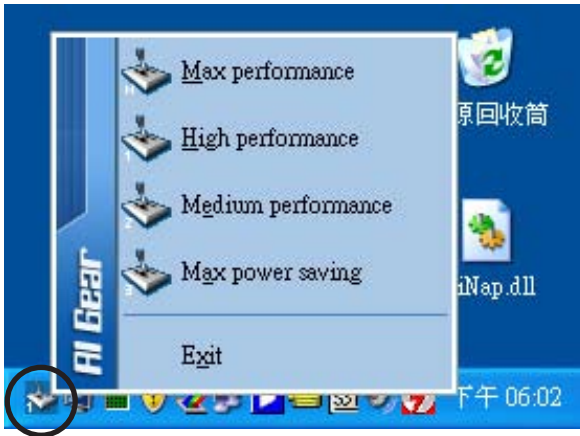 Max performance
High performance
Medium performance
Max power saving
Exit
AI Gear
原回收筒
iNap.dll
下午 06:02